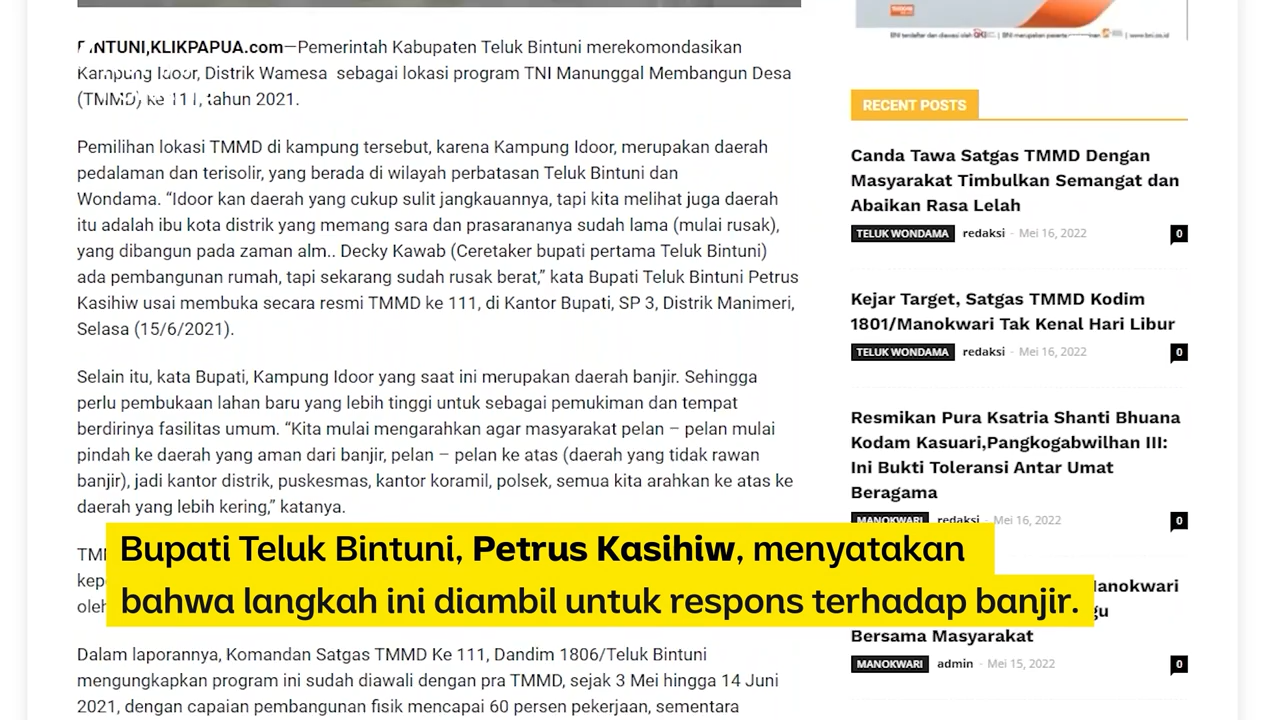 BINTUNI,KLIKPAPUA.com—Pemerintah Kabupaten Teluk Bintuni merekomondasikan
Kampung Idoor, Distrik Wamesa sebagai lokasi program TNI Manunggal Membangun Desa
(TMMD) ke 111, tahun 2021.
Pemilihan lokasi TMMD di kampung tersebut, karena Kampung Idoor, merupakan daerah
pedalaman dan terisolir, yang berada di wilayah perbatasan Teluk Bintuni dan
Wondama. “Idoor kan daerah yang cukup sulit jangkauannya, tapi kita melihat juga daerah
itu adalah ibu kota distrik yang memang sara dan prasarananya sudah lama (mulai rusak),
yang dibangun pada zaman alm.. Decky Kawab (Ceretaker bupati pertama Teluk Bintuni)
ada pembangunan rumah, tapi sekarang sudah rusak berat,” kata Bupati Teluk Bintuni Petrus
Kasihiw usai membuka secara resmi TMMD ke 111, di Kantor Bupati, SP 3, Distrik Manimeri,
Selasa (15/6/2021).
Selain itu, kata Bupati, Kampung Idoor yang saat ini merupakan daerah banjir. Sehingga
perlu pembukaan lahan baru yang lebih tinggi untuk sebagai pemukiman dan tempat
berdirinya fasilitas umum. “Kita mulai mengarahkan agar masyarakat pelan – pelan mulai
pindah ke daerah yang aman dari banjir, pelan – pelan ke atas (daerah yang tidak rawan
banjir), jadi kantor distrik, puskesmas, kantor koramil, polsek, semua kita arahkan ke atas ke
daerah yang lebih kering,” katanya.
Bupati Teluk Bintuni, Petrus Kasihiw, menyatakan
bahwa langkah ini diambil untuk respons terhadap banjir.
Dalam laporannya, Komandan Satgas TMMD Ke 111, Dandim 1806/Teluk Bintuni
mengungkapkan program ini sudah diawali dengan pra TMMD, sejak 3 Mei hingga 14 Juni
2021, dengan capaian pembangunan fisik mencapai 60 persen pekerjaan, sementara
BNI terdaftar dan diawasi oleh
BNI merupakan
www.bni.co.id
RECENT POSTS
Canda Tawa Satgas TMMD Dengan
Masyarakat Timbulkan Semangat dan
Abaikan Rasa Lelah
TELUK WONDAMA redaksi - Mei 16, 2022 0
Kejar Target, Satgas TMMD Kodim
1801/Manokwari Tak Kenal Hari Libur
TELUK WONDAMA redaksi - Mei 16, 2022 0
Resmikan Pura Ksatria Shanti Bhuana
Kodam Kasuari,Pangkogabwilhan III:
Ini Bukti Toleransi Antar Umat
Beragama
MANOKWARI redaksi - Mei 16, 2022 0
Manokwari
Bersama Masyarakat
MANOKWARI admin - Mei 15, 2022 0